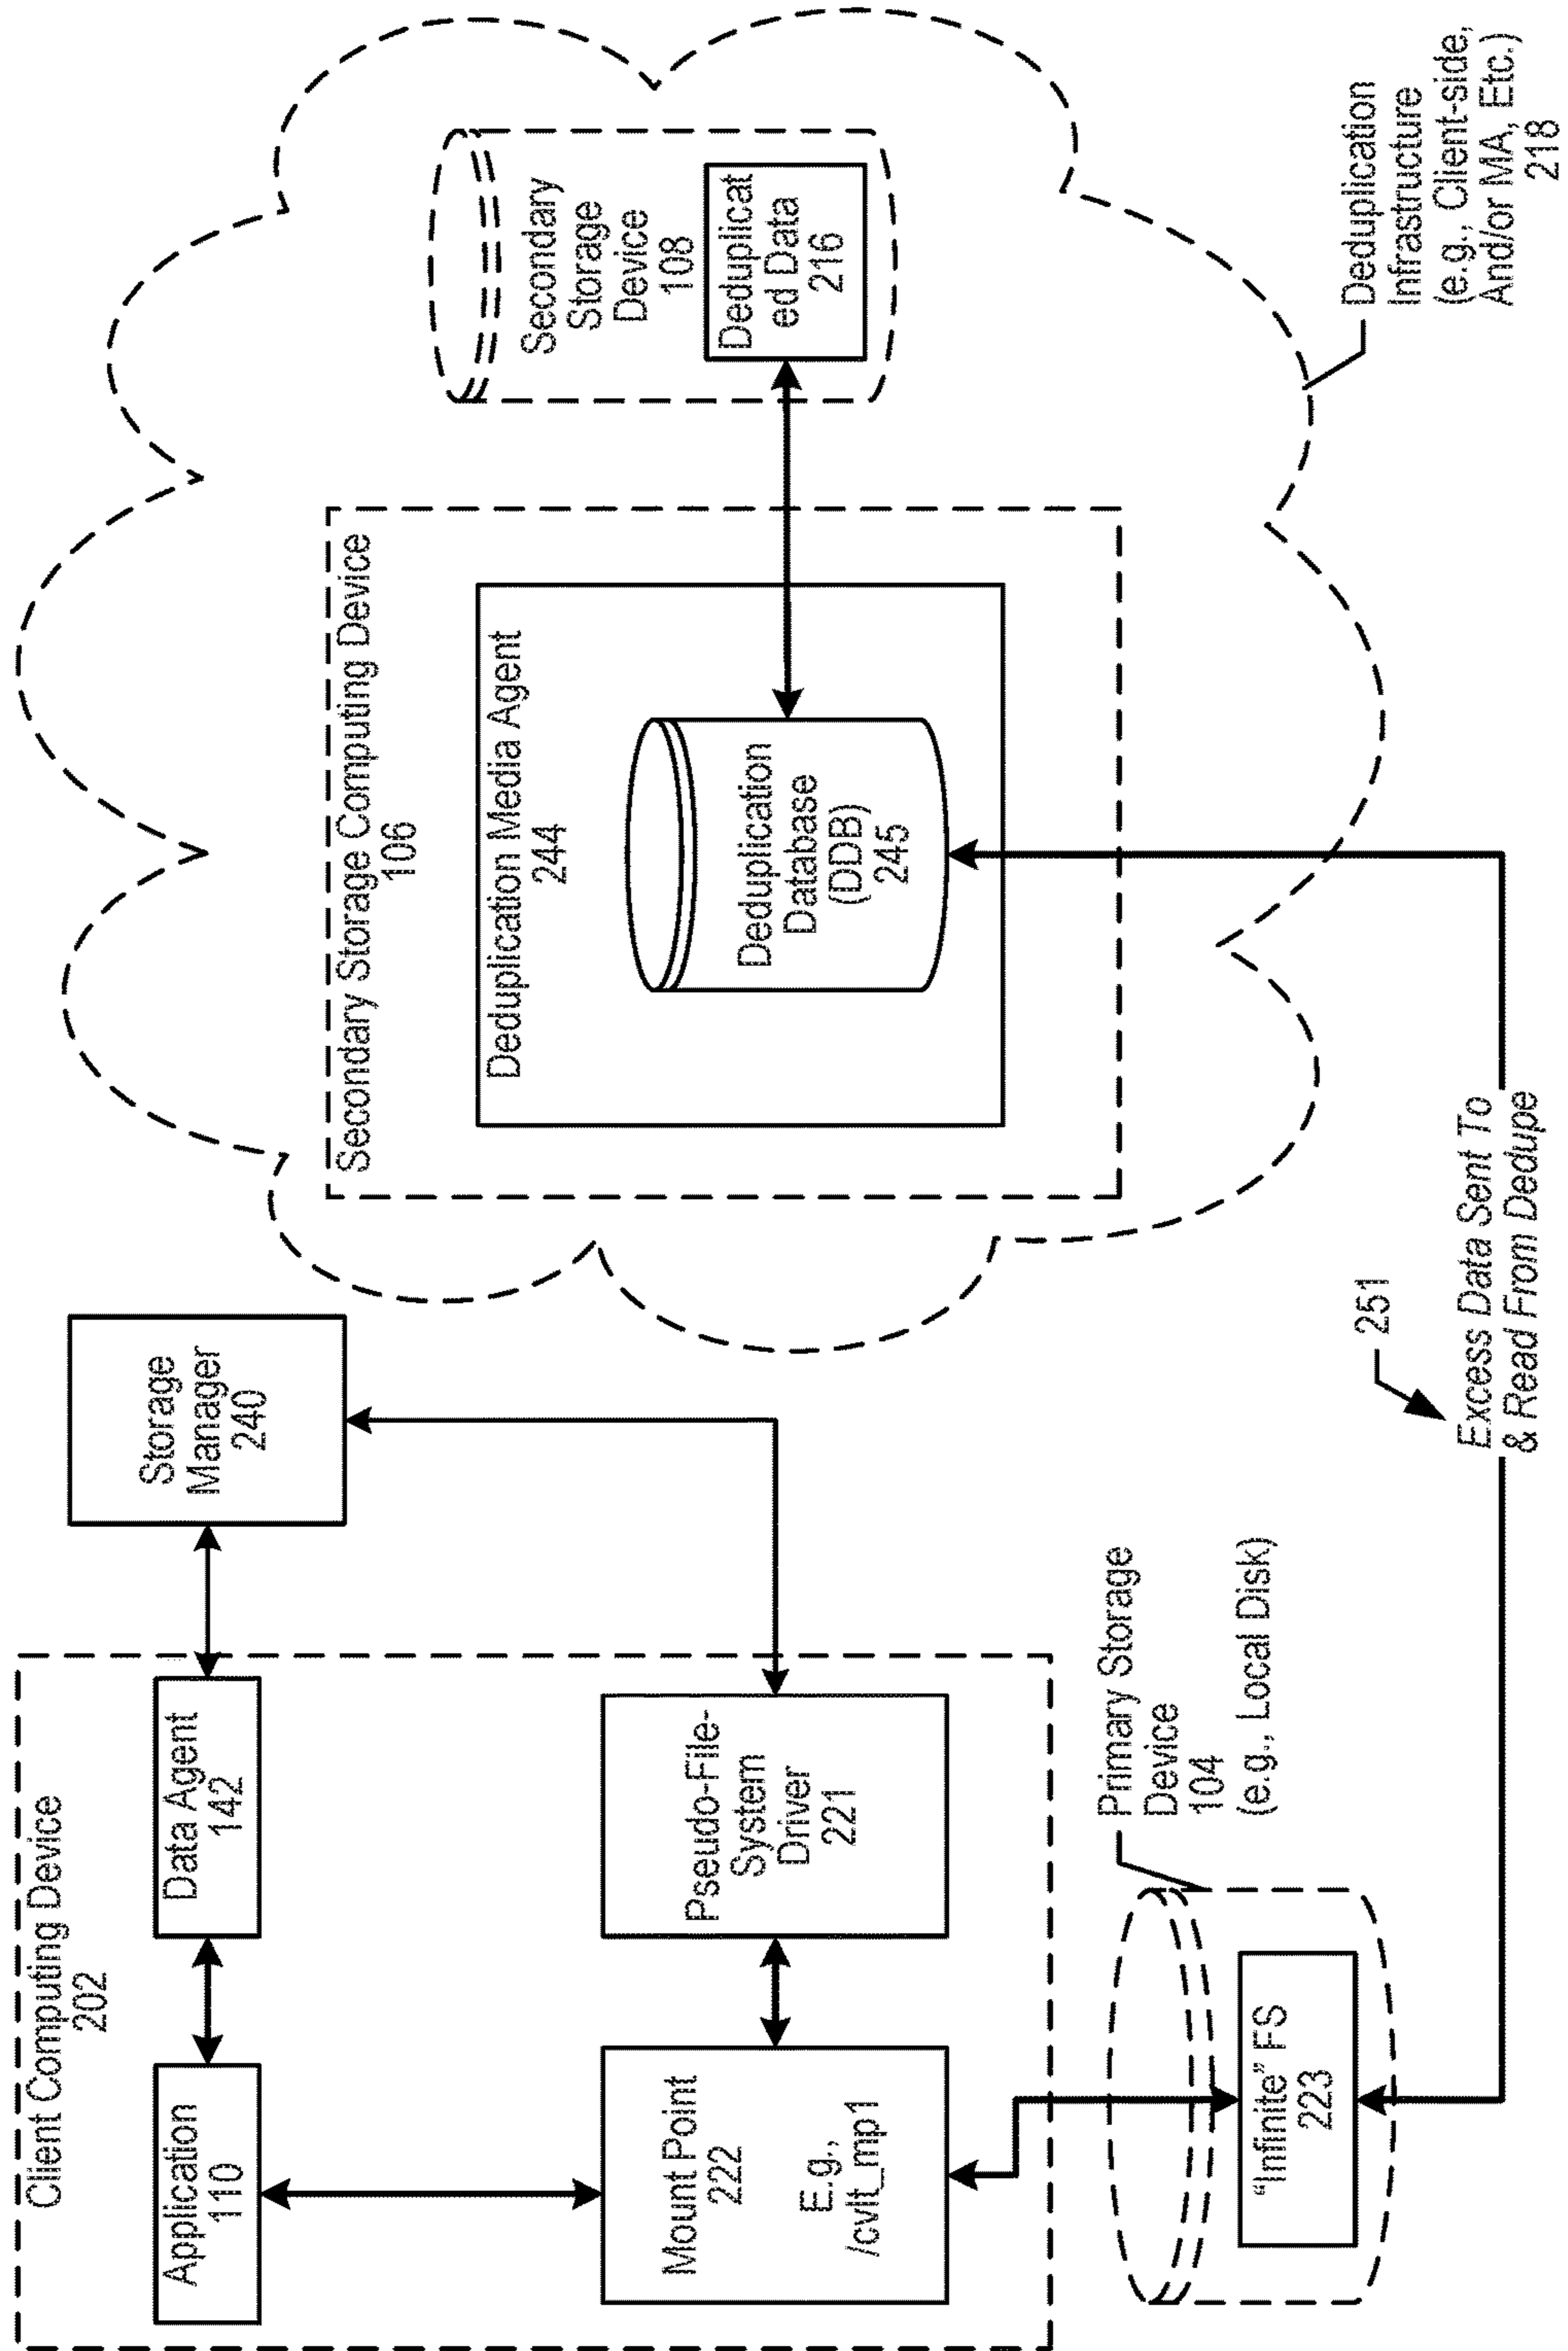 Client Computing Device
202
Application
110
Data Agent
142
Mount Point
222
E.g.,
/cvlt_mp1
Pseudo-File-
System
Driver
221
Storage
Manager
240
Primary Storage
Device
104
(e.g., Local Disk)
“Infinite” FS
223
251
Excess Data Sent To
& Read From Dedupe
Secondary Storage Computing Device
106
Deduplication Media Agent
244
Deduplication
Database
(DDB)
245
Secondary
Storage
Device
108
Deduplicat
ed Data
216
Deduplication
Infrastructure
(e.g., Client-side,
And/or MA, Etc.)
218